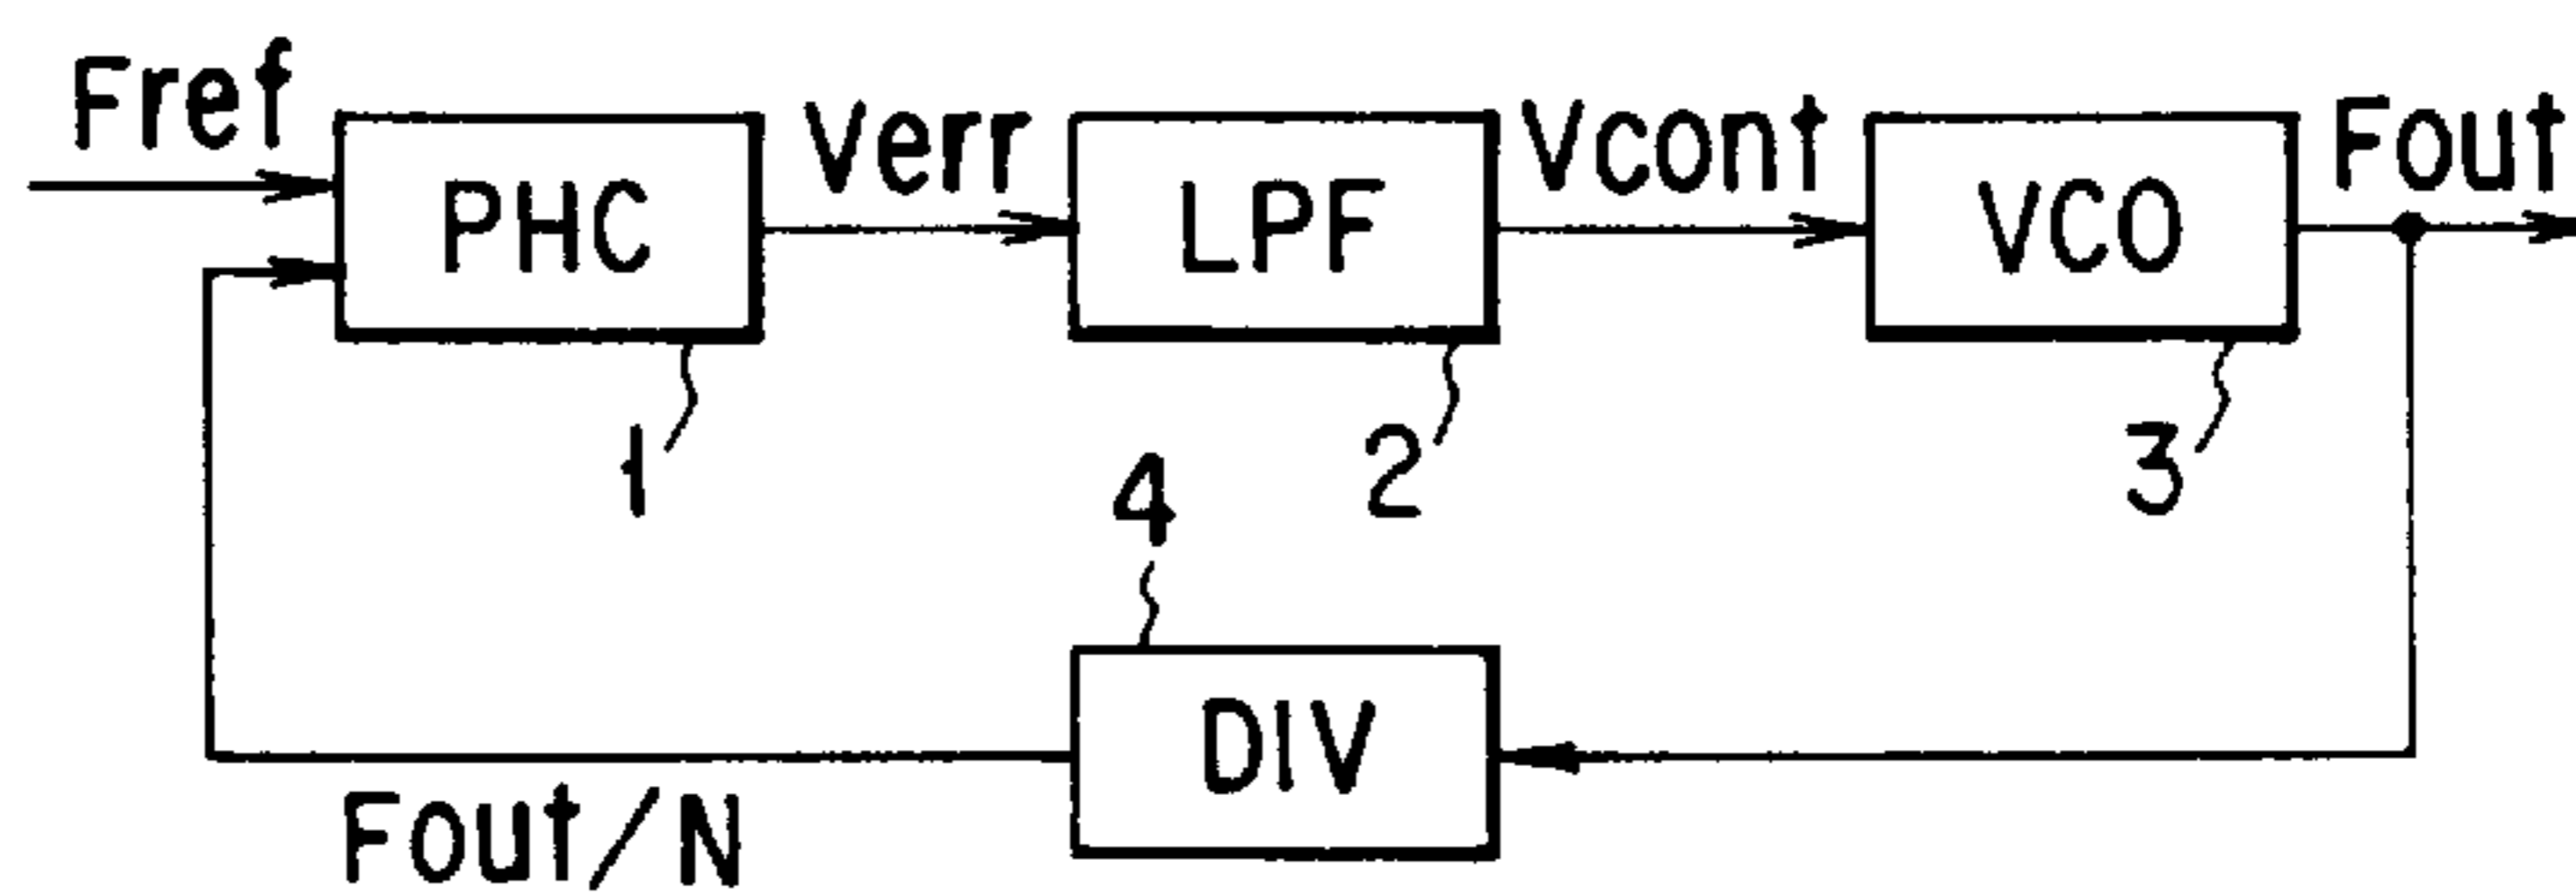 Fref
PHC
Verr
LPF
Vcont
VCO
Fout
1
2
3
4
DIV
Fout/N